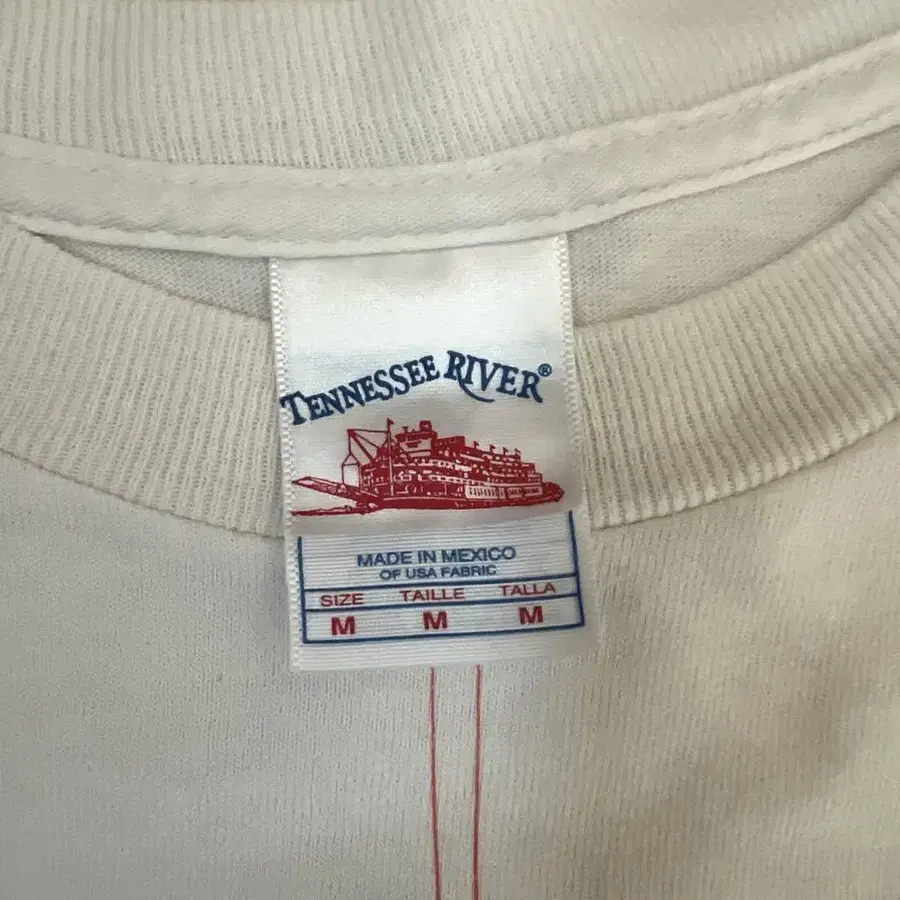 TENNESSEE RIVER®
MADE IN MEXICO
OF USA FABRIC
SIZE TAILLE TALLA
M M M